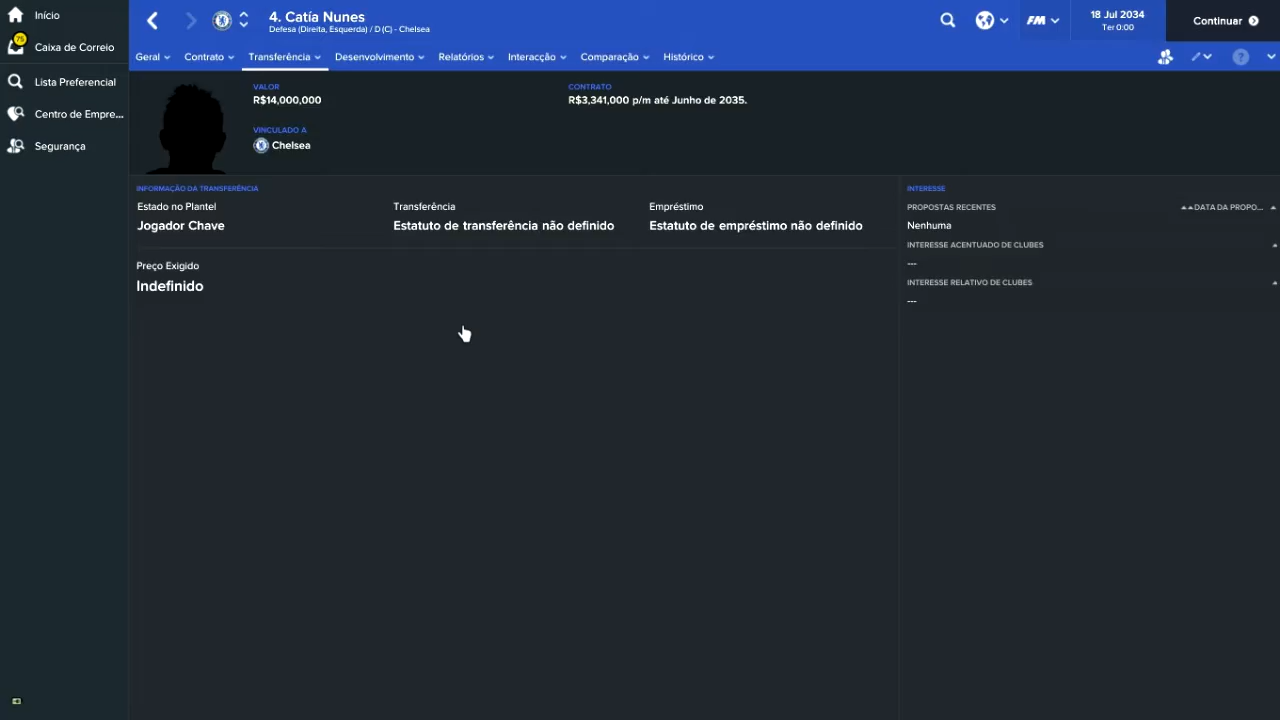 Início
75
Caixa de Correio
Lista Preferencial
Centro de Empre...
Segurança
4. Catía Nunes
Defesa (Direita, Esquerda) / D (C) - Chelsea
FM
18 Jul 2034
Ter 0:00
Continuar
Geral
Contrato
Transferência
Desenvolvimento
Relatórios
Interacção
Comparação
Histórico
?
VALOR
R$14,000,000
CONTRATO
R$3,341,000 p/m até Junho de 2035.
VINCULADO A
Chelsea
INFORMAÇÃO DA TRANSFERÊNCIA
Estado no Plantel
Jogador Chave
Transferência
Estatuto de transferência não definido
Empréstimo
Estatuto de empréstimo não definido
Preço Exigido
Indefinido
INTERESSE
PROPOSTAS RECENTES
DATA DA PROPO...
Nenhuma
INTERESSE ACENTUADO DE CLUBES
---
INTERESSE RELATIVO DE CLUBES
---